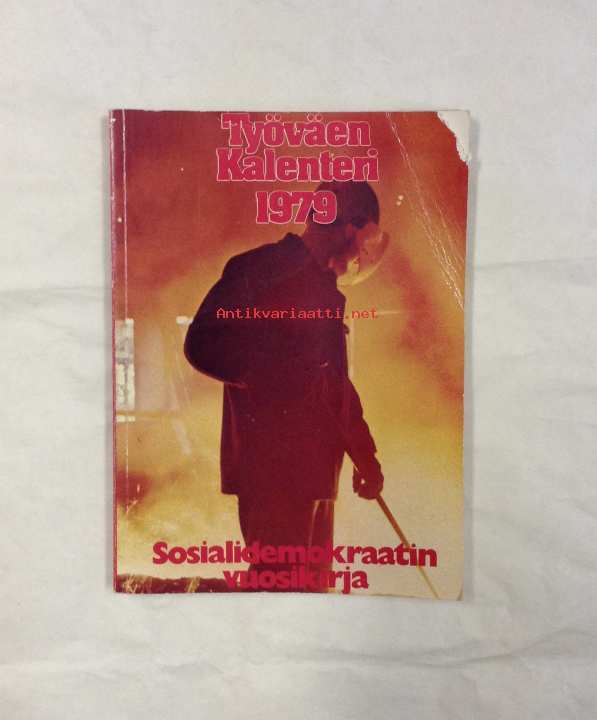 Työväen
Kalenteri
1979
Antikvariaatti.net
Sosialidemokraatin
vuosikirja